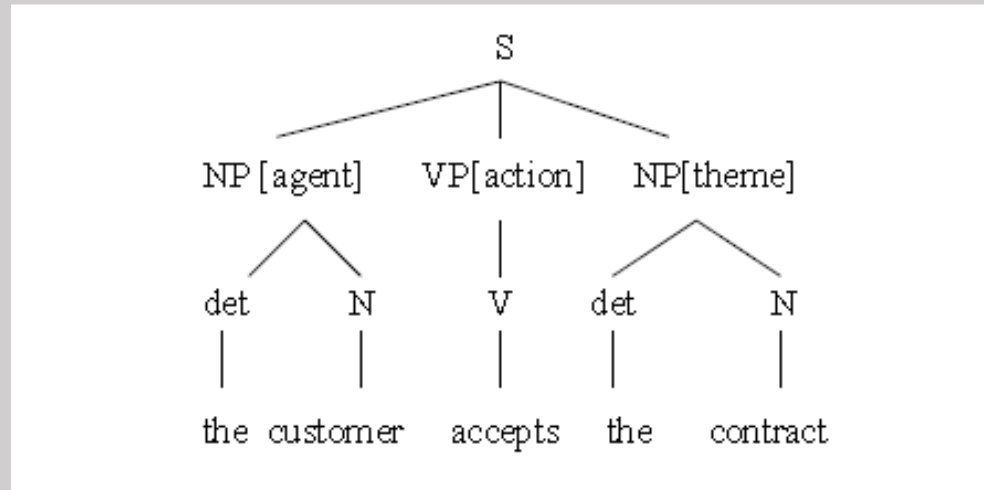 S
NP [agent] VP[action] NP[theme]
det N V det N
the customer accepts the contract